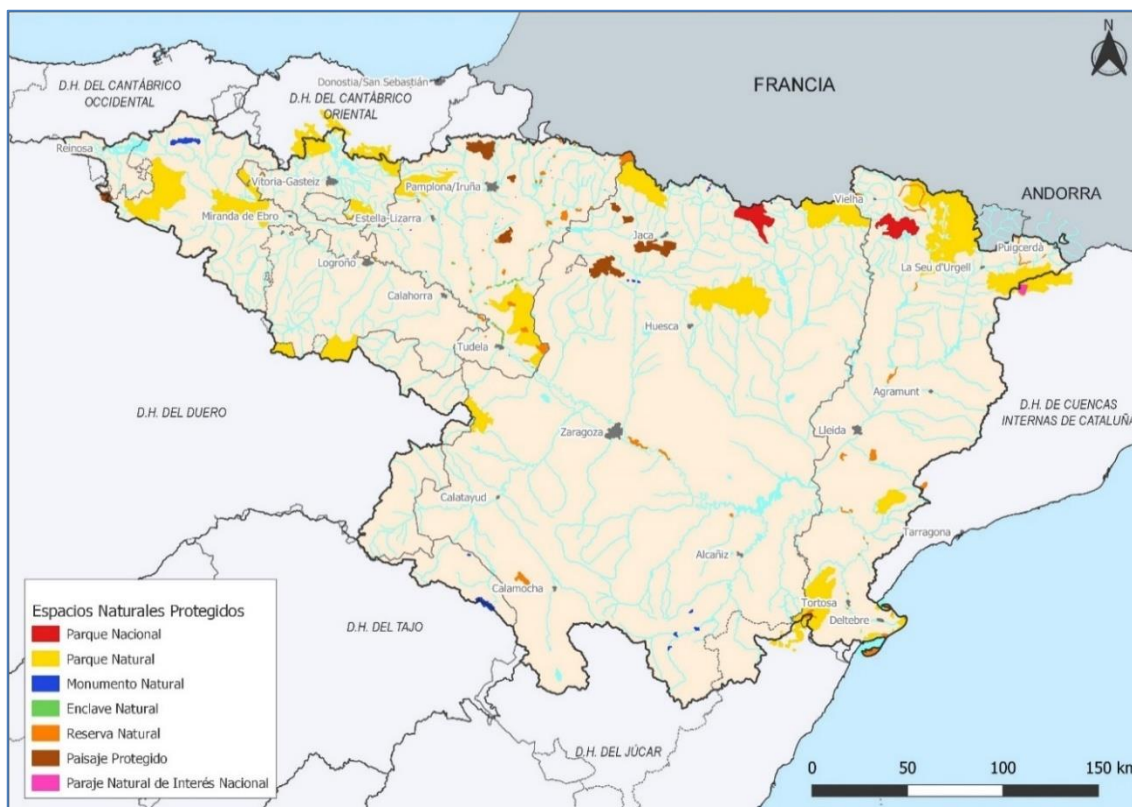 N
FRANCIA
Donostia/San Sebastián
D.H. DEL CANTÁBRICO
OCCIDENTAL
D.H. DEL CANTÁBRICO
ORIENTAL
Reinosa
Vitoria-Gasteiz
Pamplona/Iruña
Vielha
ANDORRA
Miranda de Ebro
Estella-Lizarra
Jaca
Puigcerdà
La Seu d'Urgell
Logroño
Calahorra
Huesca
Tudela
D.H. DEL DUERO
Agramunt
D.H. DE CUENCAS
INTERNAS DE CATALUÑA
Zaragoza
Lleida
Calatayud
Tarragona
Alcañiz
Calamocha
Tortosa
Deltebre
D.H. DEL TAJO
D.H. DEL JÚCAR
Espacios Naturales Protegidos
Parque Nacional
Parque Natural
Monumento Natural
Enclave Natural
Reserva Natural
Paisaje Protegido
Paraje Natural de Interés Nacional
0 50 100 150 km